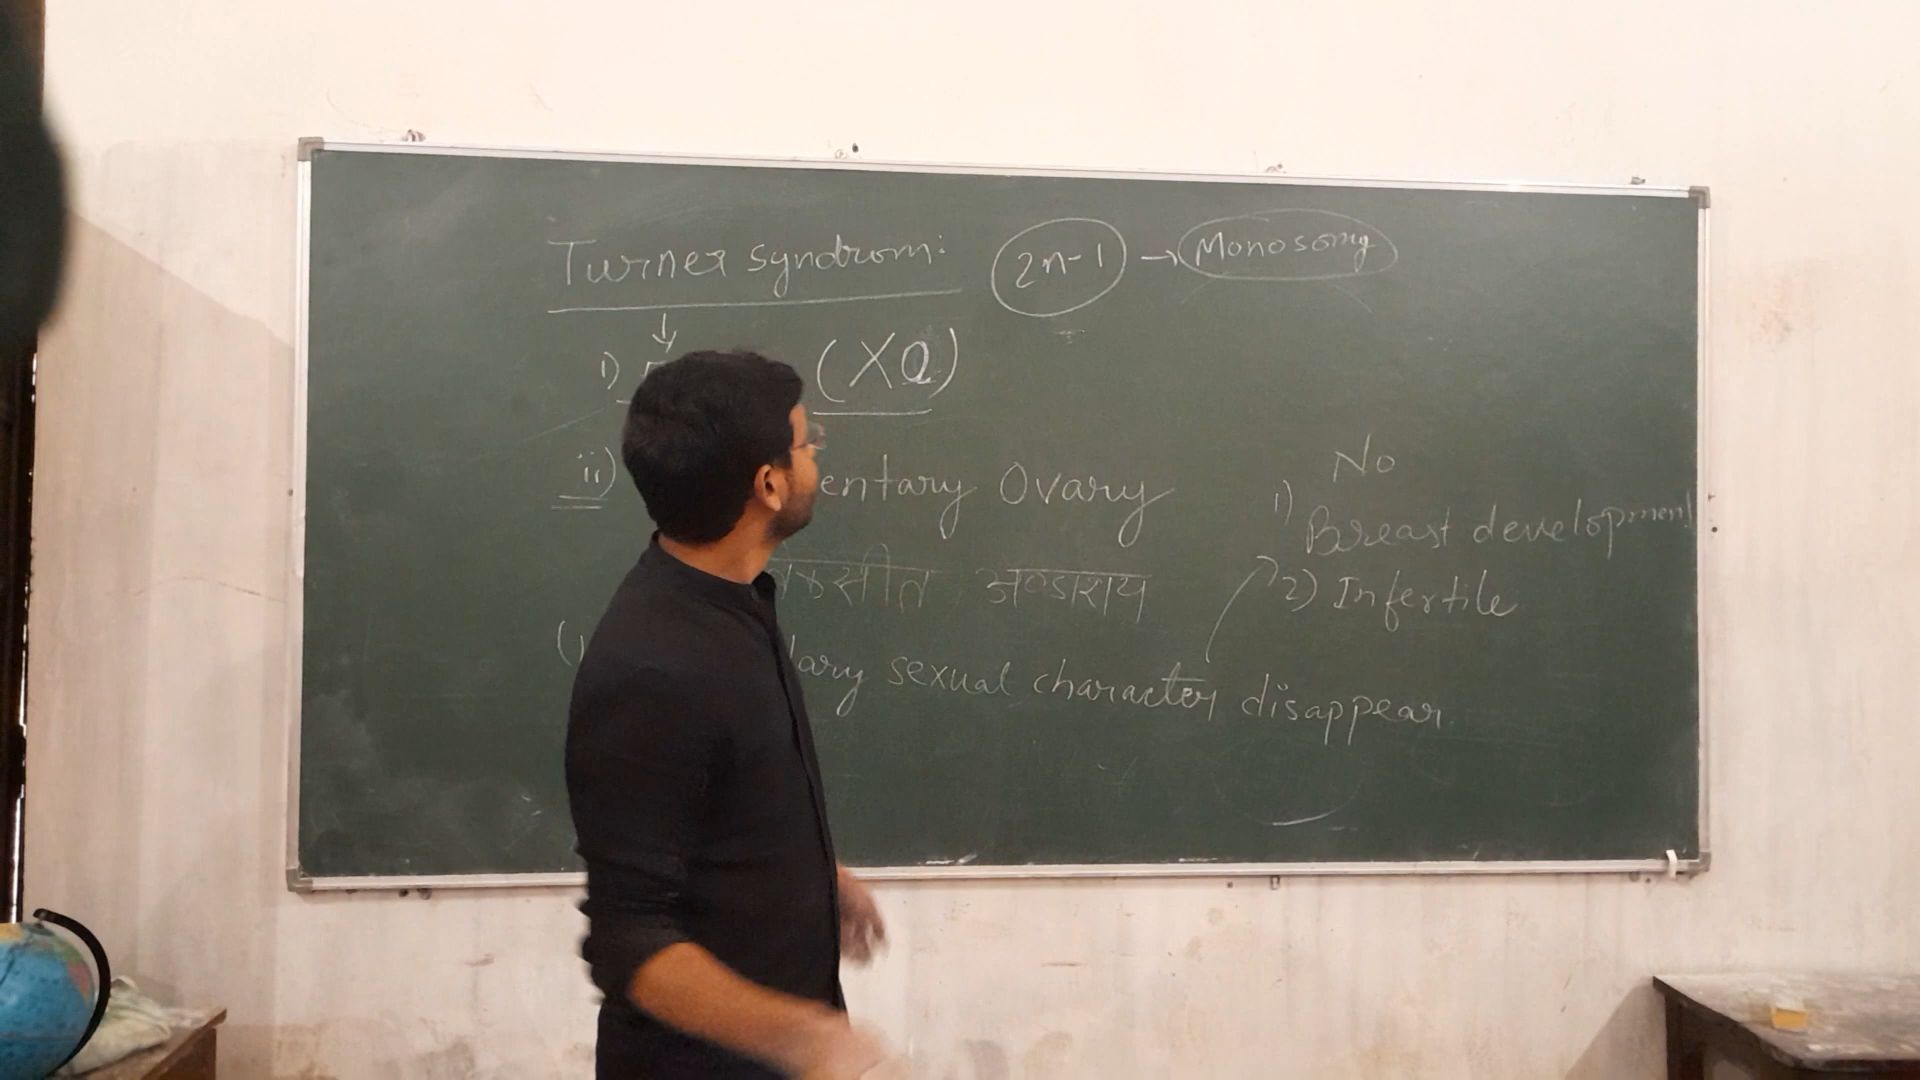 Turner syndrom: 2n-1 → Monosomy
↓
i) (XO)
ii) entary Ovary
अण्डाशय
No
1) Breast development
2) Infertile
dary sexual character disappear.